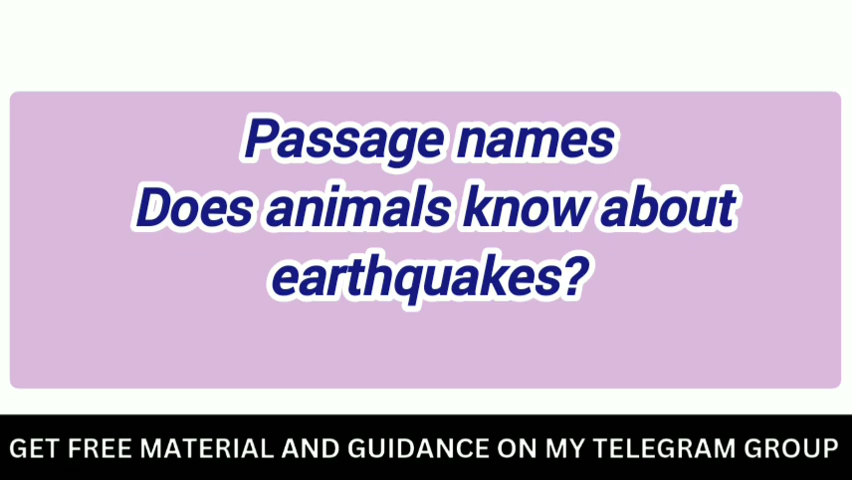 Passage names
Does animals know about
earthquakes?
GET FREE MATERIAL AND GUIDANCE ON MY TELEGRAM GROUP